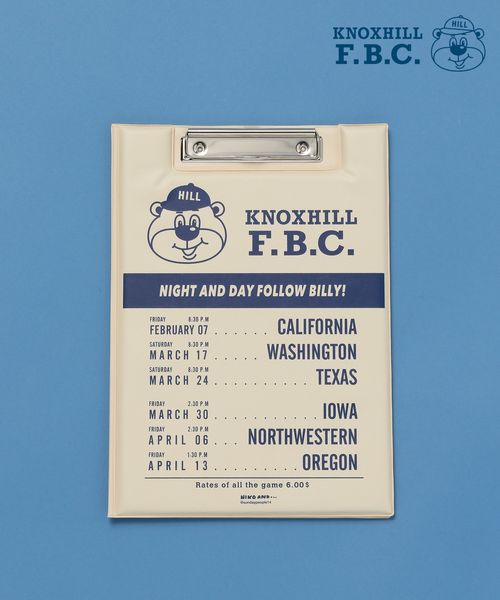 HILL
KNOXHILL
F.B.C.
HILL
KNOXHILL
F.B.C.
NIGHT AND DAY FOLLOW BILLY!
FRIDAY 8:30 P.M
FEBRUARY 07 ...... CALIFORNIA
SATURDAY 8:30 P.M
MARCH 17 ..... WASHINGTON
SATURDAY 8:30 P.M
MARCH 24 .......... TEXAS
FRIDAY 2:30 P.M
MARCH 30 ........... IOWA
FRIDAY 2:30 P.M
APRIL 06 ... NORTHWESTERN
FRIDAY 1:30 P.M
APRIL 13 ......... OREGON
Rates of all the game 6.00$
NIKO AND...